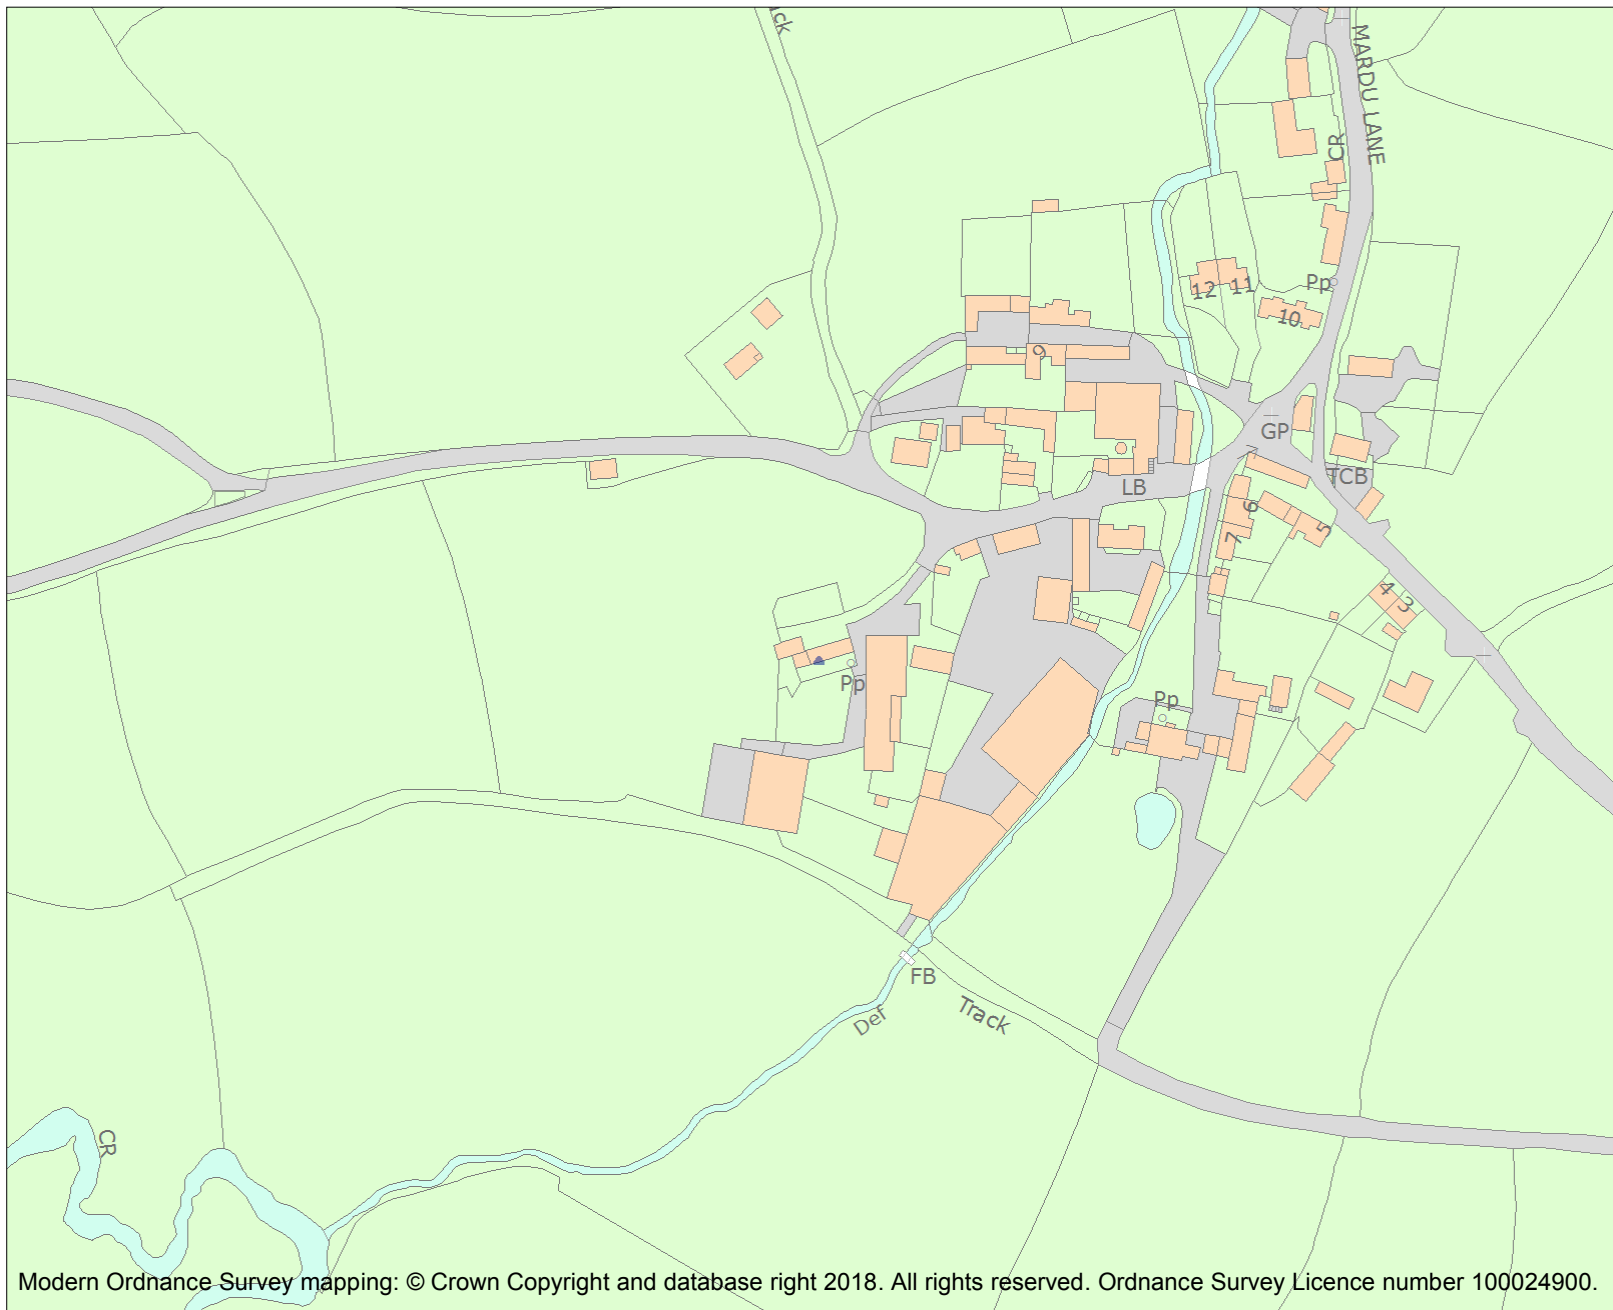 ck
MARDU LANE
CR
Pp
12
11
10
9
GP
TCB
LB
6
7
5
4
3
Pp
Pp
FB
Def
Track
CR
Modern Ordnance Survey mapping: © Crown Copyright and database right 2018. All rights reserved. Ordnance Survey Licence number 100024900.